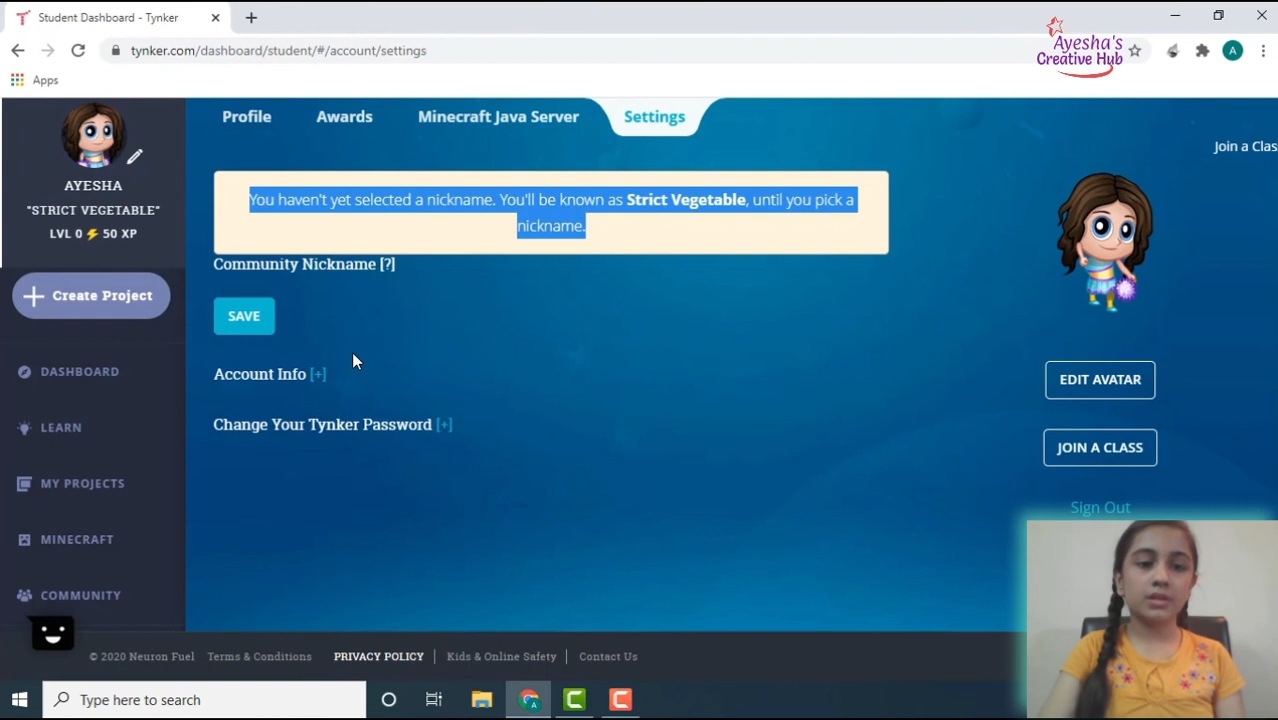 Student Dashboard - Tynker
tynker.com/dashboard/student/#/account/settings
A
Apps
Ayesha's
Creative Hub
Profile
Awards
Minecraft Java Server
Settings
Join a Clas
AYESHA
"STRICT VEGETABLE"
LVL 0 ⚡ 50 XP
You haven't yet selected a nickname. You'll be known as Strict Vegetable, until you pick a
nickname.
Community Nickname [?]
+ Create Project
SAVE
DASHBOARD
Account Info [+]
EDIT AVATAR
LEARN
Change Your Tynker Password [+]
JOIN A CLASS
MY PROJECTS
Sign Out
MINECRAFT
COMMUNITY
© 2020 Neuron Fuel
Terms & Conditions
PRIVACY POLICY
Kids & Online Safety
Contact Us
Type here to search